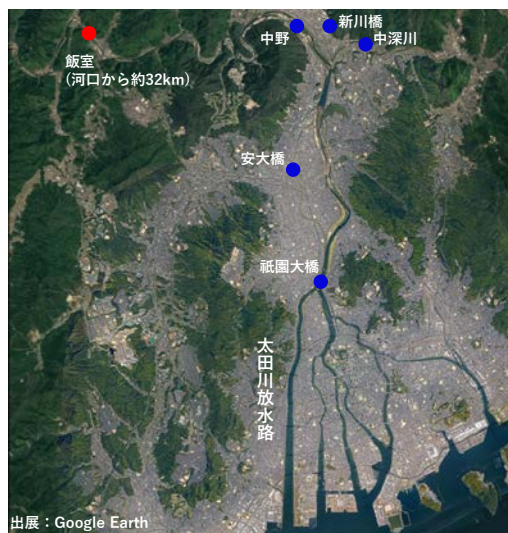 新川橋
中野
中深川
飯室
(河口から約32km)
安大橋
祇園大橋
太田川放水路
出展：Google Earth